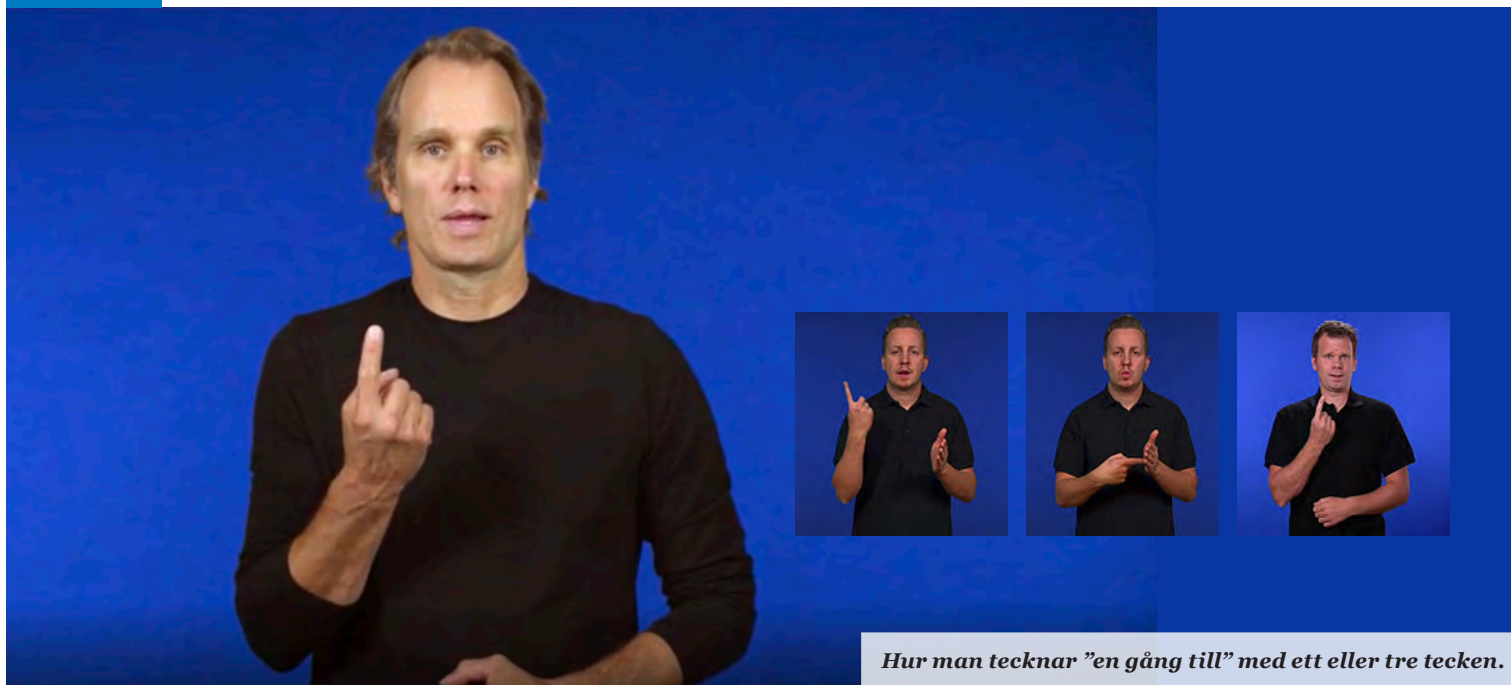 Hur man tecknar ”en gång till” med ett eller tre tecken.